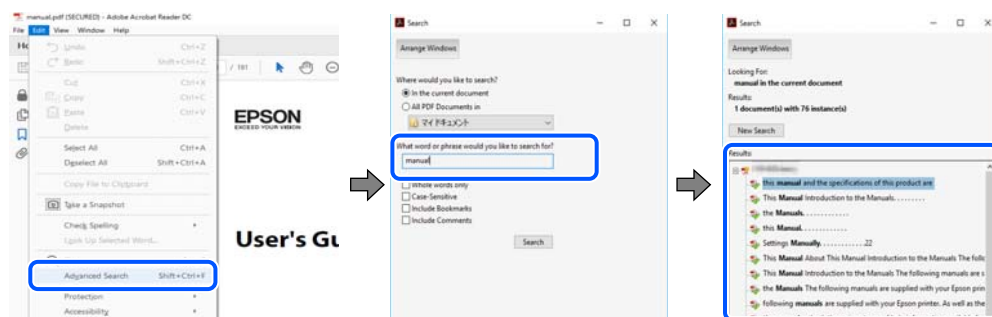 manual.pdf (SECURED) - Adobe Acrobat Reader DC
File Edit View Window Help
Undo Ctrl+Z
Redo Shift+Ctrl+Z
Cut Ctrl+X
Copy Ctrl+C
Paste Ctrl+V
Delete
Select All Ctrl+A
Deselect All Shift+Ctrl+A
Copy File to Clipboard
Take a Snapshot
Check Spelling
Look Up Selected Word...
Advanced Search Shift+Ctrl+F
Protection
Accessibility
/ 181
EPSON
EXCEED YOUR VISION
User's Gu
Search
Arrange Windows
Where would you like to search?
In the current document
All PDF Documents in
マイ ドキュメント
What word or phrase would you like to search for?
manual
Whole words only
Case-Sensitive
Include Bookmarks
Include Comments
Search
Search
Arrange Windows
Looking For:
manual in the current document
Results:
1 document(s) with 76 instance(s)
New Search
Results:
this manual and the specifications of this product are
This Manual Introduction to the Manuals. . . . . . . . .
the Manuals. . . . . . . . . . . .
this Manual. . . . . . . . . . . .
Settings Manually. . . . . . . . . . . .22
This Manual About This Manual Introduction to the Manuals The follo
This Manual Introduction to the Manuals The following manuals are s
the Manuals The following manuals are supplied with your Epson prin
following manuals are supplied with your Epson printer. As well as the